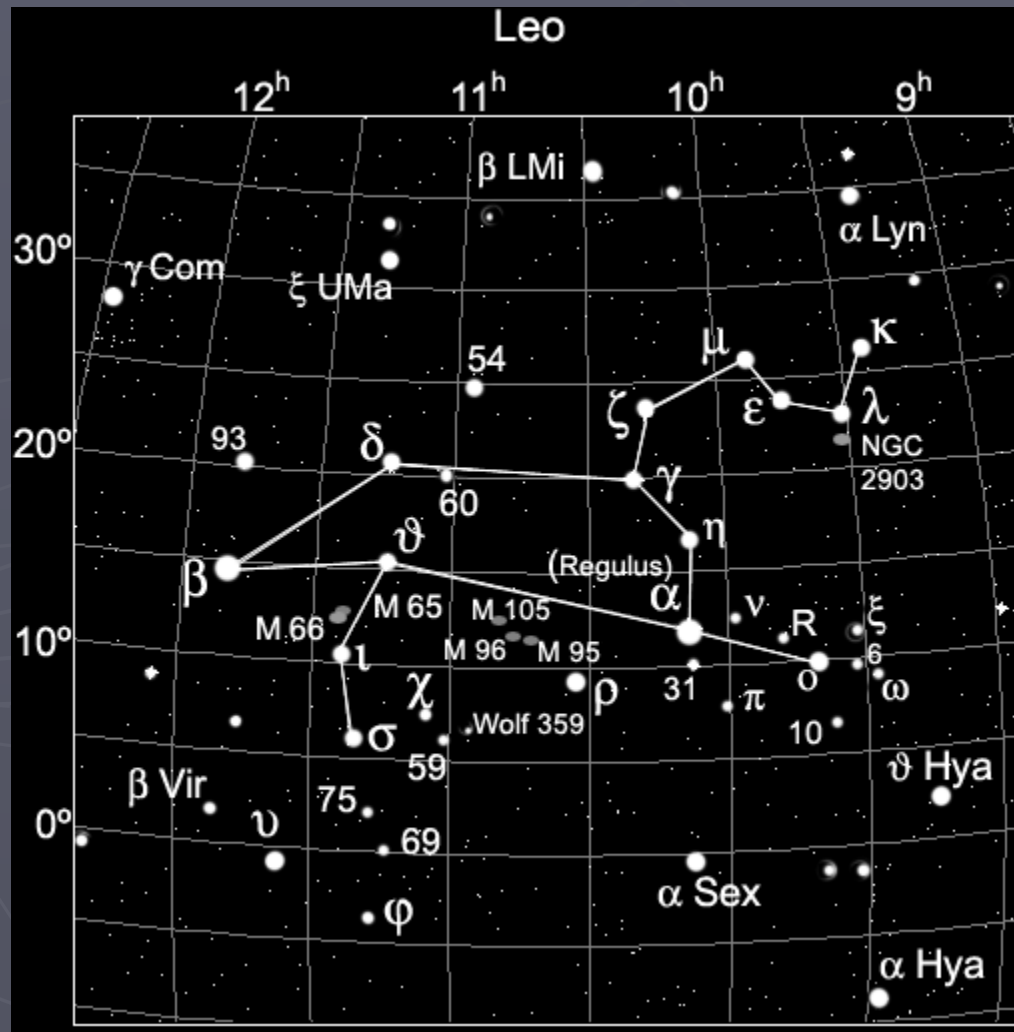 Leo
12h 11h 10h 9h
β LMi
α Lyn
30º
γ Com
ξ UMa
κ
μ
54
ζ
ε
λ
NGC
2903
20º
93
δ
60
γ
η
ϑ
(Regulus)
β
α
M 65
M 105
ν
R
ξ
M 66
10º
ι
M 96
M 95
6
ο
ω
χ
31
ρ
π
Wolf 359
10
σ
59
ϑ Hya
β Vir
75
0º
υ
69
α Sex
φ
α Hya